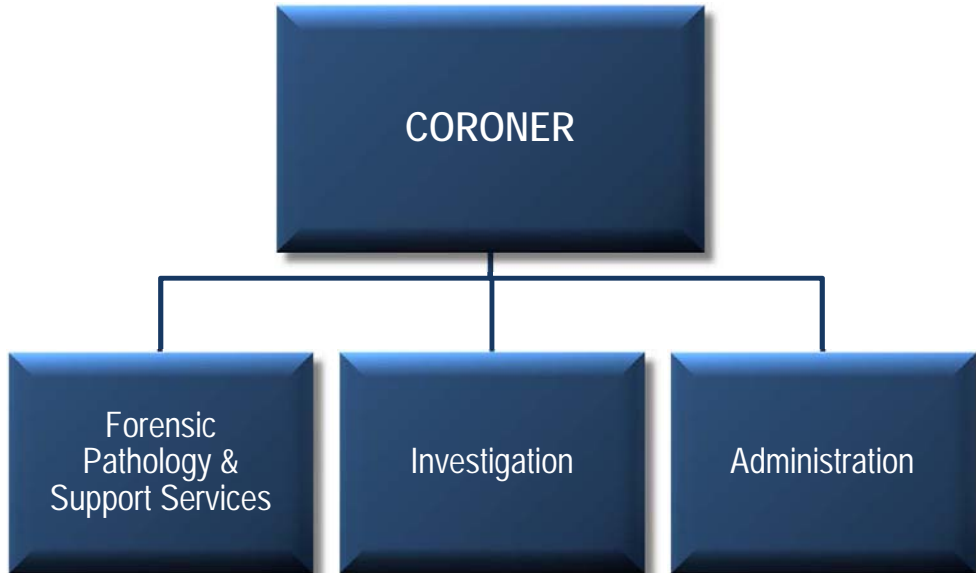 CORONER
Forensic
Pathology &
Support Services
Investigation
Administration